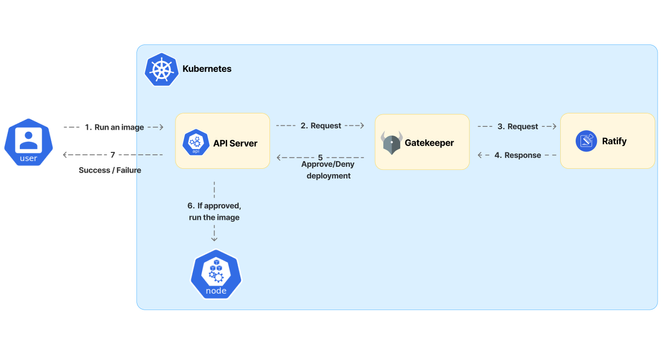 Kubernetes
1. Run an image
2. Request
3. Request
API Server
Gatekeeper
Ratify
user
7
5
4. Response
Success / Failure
Approve/Deny
deployment
6. If approved,
run the image
node